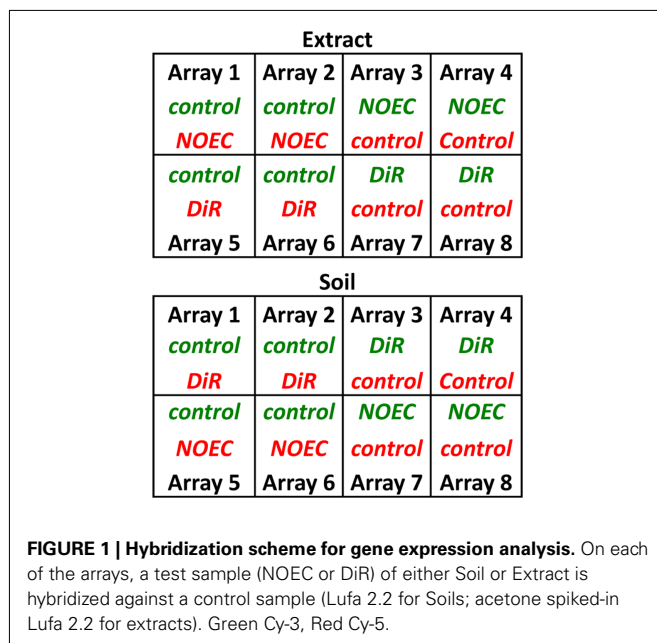 Extract
Array 1 Array 2 Array 3 Array 4
control control NOEC NOEC
NOEC NOEC control Control
control control DiR DiR
DiR DiR control control
Array 5 Array 6 Array 7 Array 8
Soil
Array 1 Array 2 Array 3 Array 4
control control DiR DiR
DiR DiR control Control
control control NOEC NOEC
NOEC NOEC control control
Array 5 Array 6 Array 7 Array 8
FIGURE 1 | Hybridization scheme for gene expression analysis. On each
of the arrays, a test sample (NOEC or DiR) of either Soil or Extract is
hybridized against a control sample (Lufa 2.2 for Soils; acetone spiked-in
Lufa 2.2 for extracts). Green Cy-3, Red Cy-5.